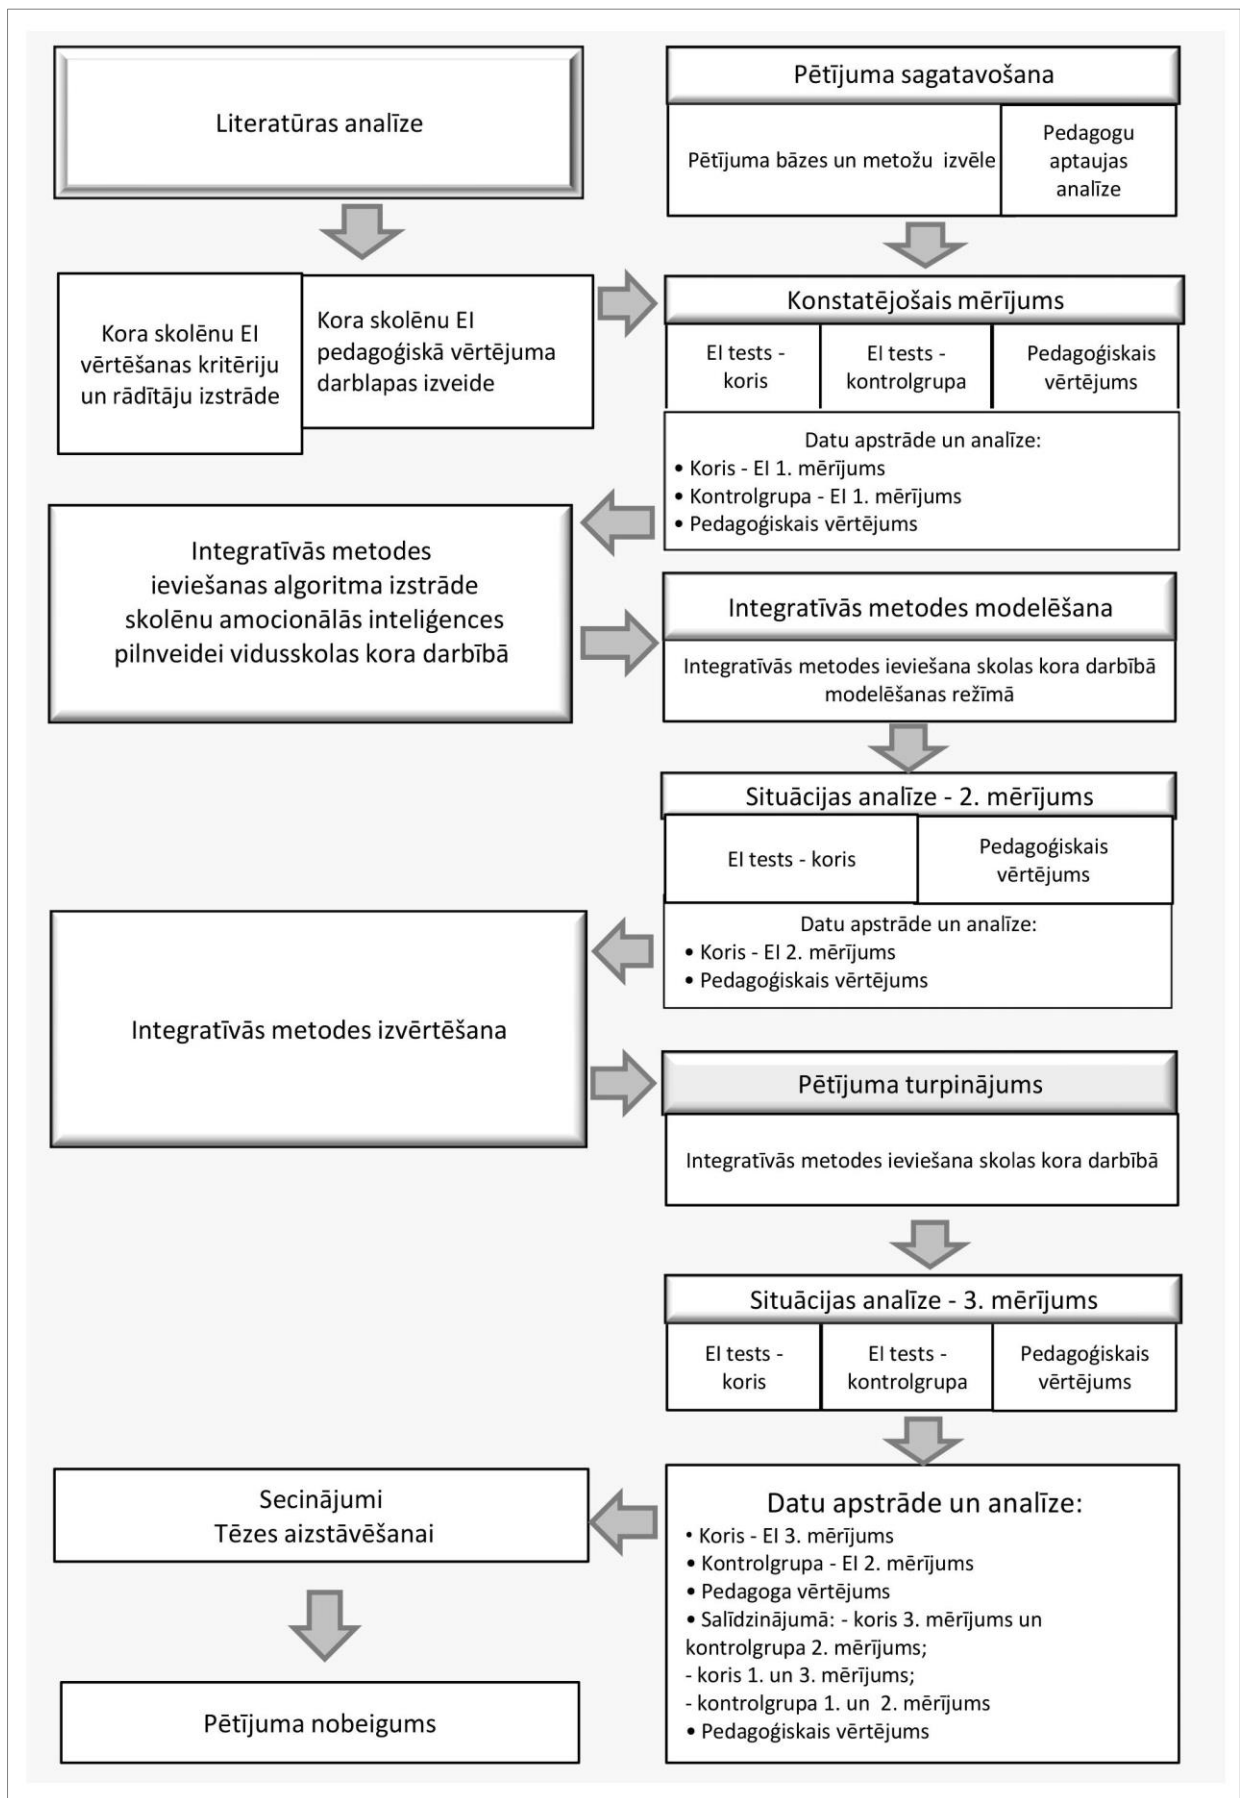 Literatūras analīze
Pētījuma sagatavošana
Pētījuma bāzes un metožu izvēle
Pedagogu
aptaujas
analīze
Kora skolēnu EI
vērtēšanas kritēriju
un rādītāju izstrāde
Kora skolēnu EI
pedagoģiskā vērtējuma
darblapas izveide
Konstatējošais mērījums
EI tests -
koris
EI tests -
kontrolgrupa
Pedagoģiskais
vērtējums
Datu apstrāde un analīze:
• Koris - EI 1. mērījums
• Kontrolgrupa - EI 1. mērījums
• Pedagoģiskais vērtējums
Integratīvās metodes
ieviešanas algoritma izstrāde
skolēnu amocionālās inteliģences
pilnveidei vidusskolas kora darbībā
Integratīvās metodes modelēšana
Integratīvās metodes ieviešana skolas kora darbībā
modelēšanas režīmā
Situācijas analīze - 2. mērījums
EI tests - koris
Pedagoģiskais
vērtējums
Datu apstrāde un analīze:
• Koris - EI 2. mērījums
• Pedagoģiskais vērtējums
Integratīvās metodes izvērtēšana
Pētījuma turpinājums
Integratīvās metodes ieviešana skolas kora darbībā
Situācijas analīze - 3. mērījums
EI tests -
koris
EI tests -
kontrolgrupa
Pedagoģiskais
vērtējums
Datu apstrāde un analīze:
• Koris - EI 3. mērījums
• Kontrolgrupa - EI 2. mērījums
• Pedagoga vērtējums
• Salīdzinājumā: - koris 3. mērījums un
kontrolgrupa 2. mērījums;
- koris 1. un 3. mērījums;
- kontrolgrupa 1. un 2. mērījums
• Pedagoģiskais vērtējums
Secinājumi
Tēzes aizstāvēšanai
Pētījuma nobeigums